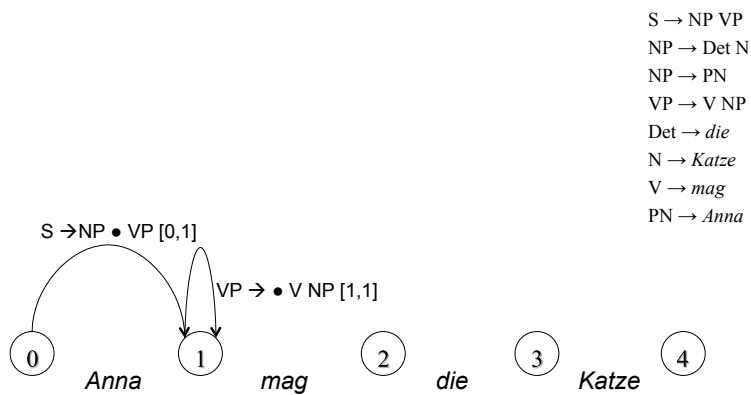 S → NP VP
NP → Det N
NP → PN
VP → V NP
Det → die
N → Katze
V → mag
PN → Anna
S → NP • VP [0,1]
VP → • V NP [1,1]
0 1 2 3 4
Anna mag die Katze